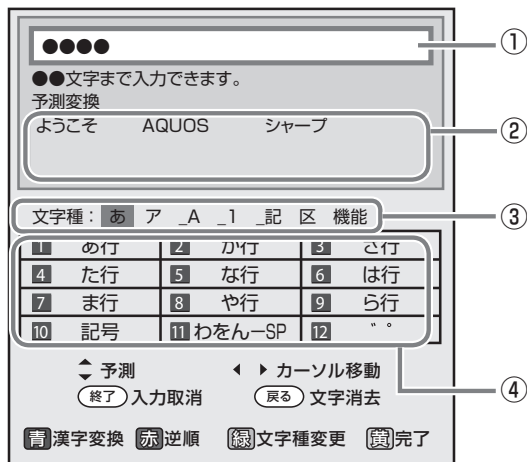 ●●●●
①
●●文字まで入力できます。
予測変換
ようこそ AQUOS シャープ
②
文字種: あ ア _A _1 _記 区 機能
③
1 あ行 2 か行 3 さ行
4 た行 5 な行 6 は行
7 ま行 8 や行 9 ら行
10 記号 11 わをんーSP 12 ゛゜
④
予測 カーソル移動
終了 入力取消 戻る 文字消去
青 漢字変換 赤 逆順 緑 文字種変更 黄 完了